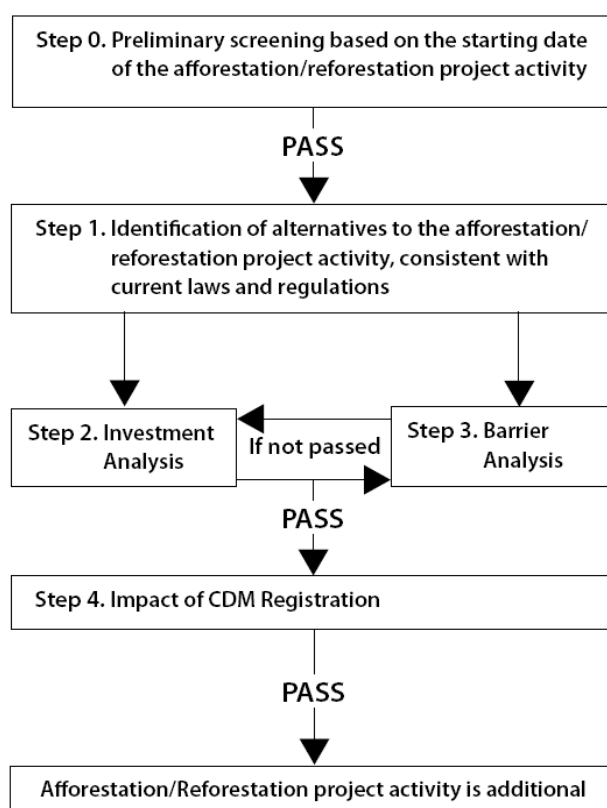 Step 0. Preliminary screening based on the starting date
of the afforestation/reforestation project activity
PASS
Step 1. Identification of alternatives to the afforestation/
reforestation project activity, consistent with
current laws and regulations
Step 2. Investment
Analysis
If not passed
Step 3. Barrier
Analysis
PASS
Step 4. Impact of CDM Registration
PASS
Afforestation/Reforestation project activity is additional